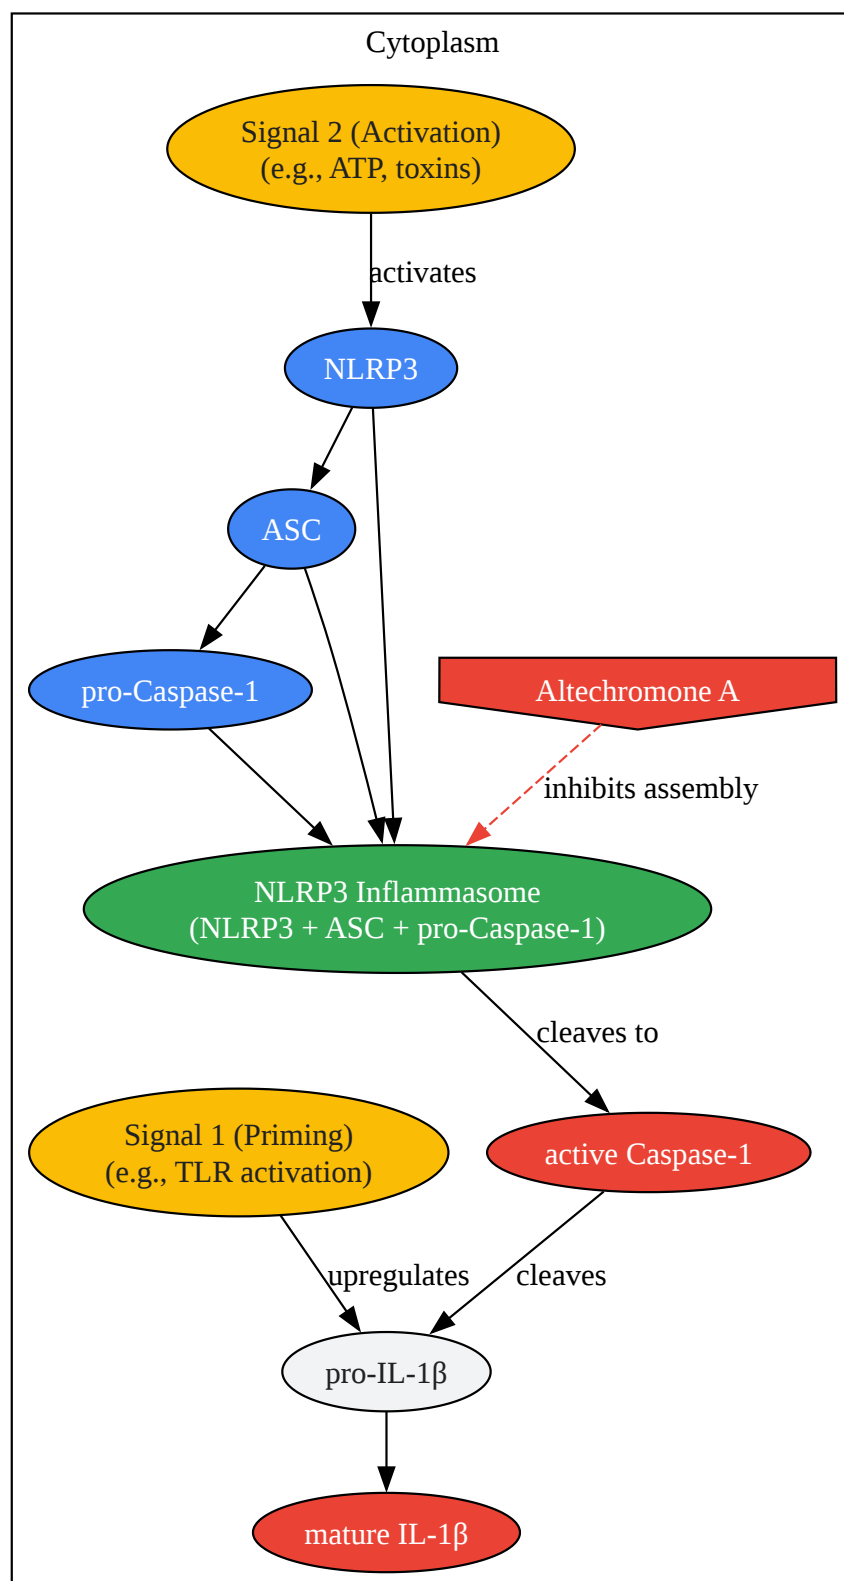 Cytoplasm
Signal 2 (Activation)
(e.g., ATP, toxins)
activates
NLRP3
ASC
pro-Caspase-1
Altechromone A
inhibits assembly
NLRP3 Inflammasome
(NLRP3 + ASC + pro-Caspase-1)
cleaves to
Signal 1 (Priming)
(e.g., TLR activation)
active Caspase-1
upregulates
cleaves
pro-IL-1β
mature IL-1β